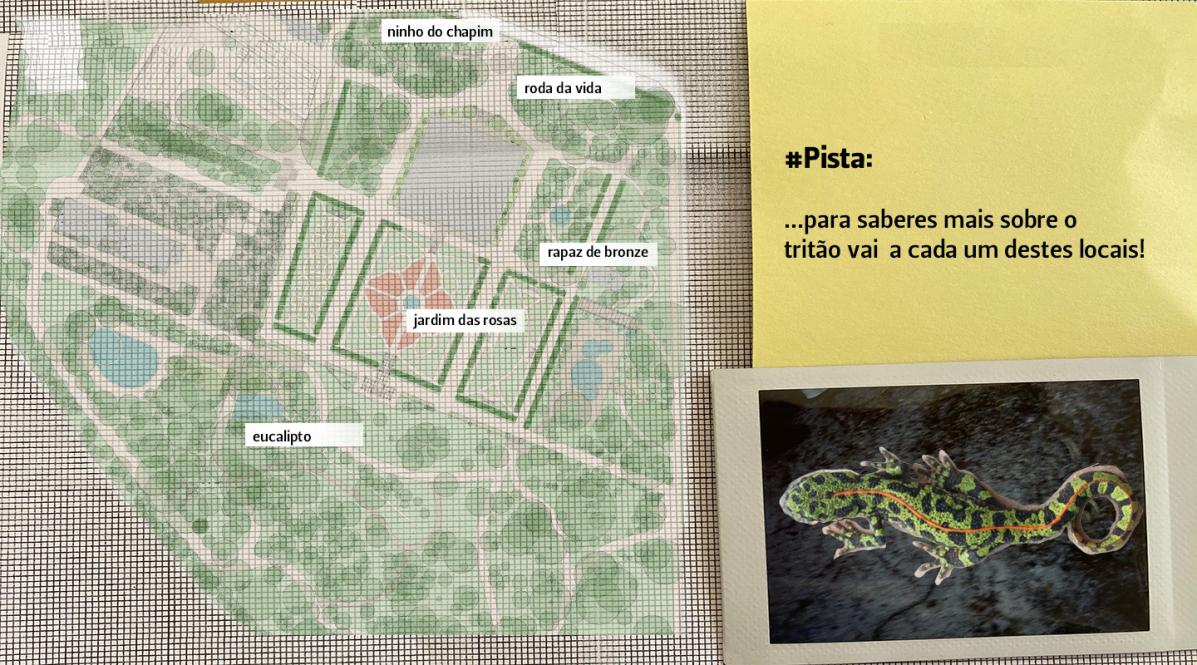 ninho do chapim
roda da vida
rapaz de bronze
jardim das rosas
eucalipto
#Pista:
...para saberes mais sobre o
tritão vai a cada um destes locais!